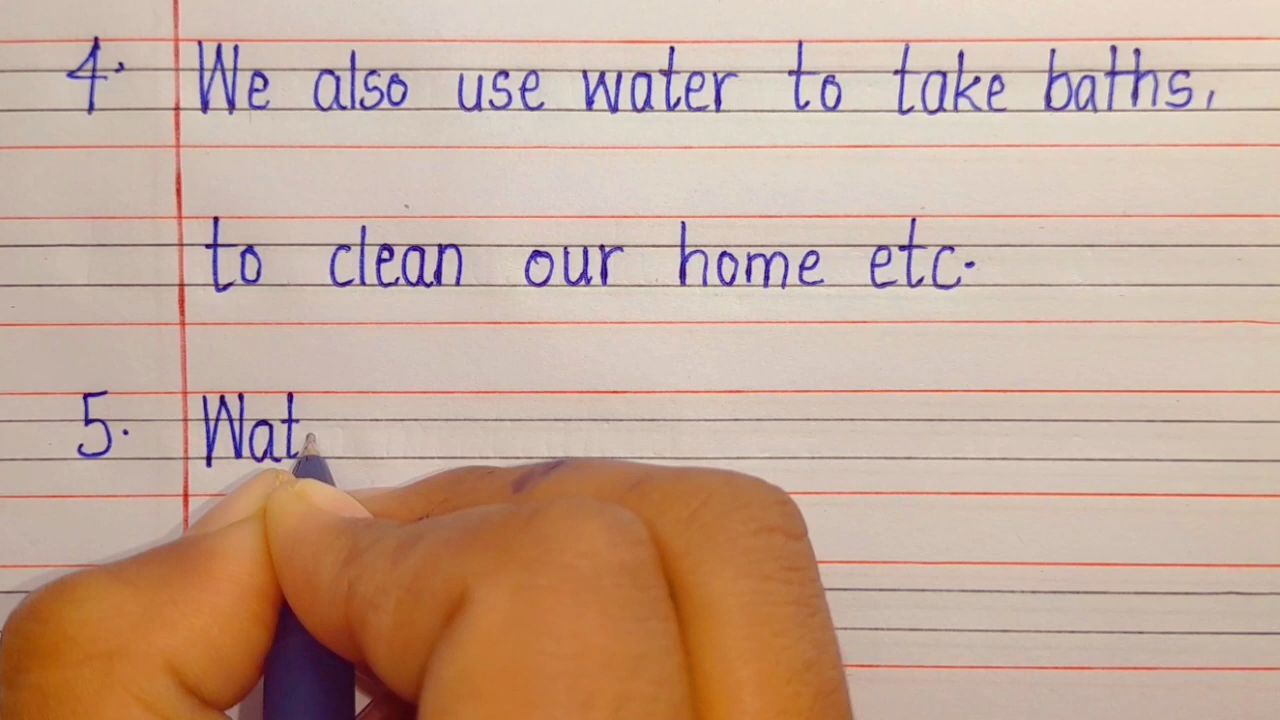 4. We also use water to take baths,
to clean our home etc.
5. Wat